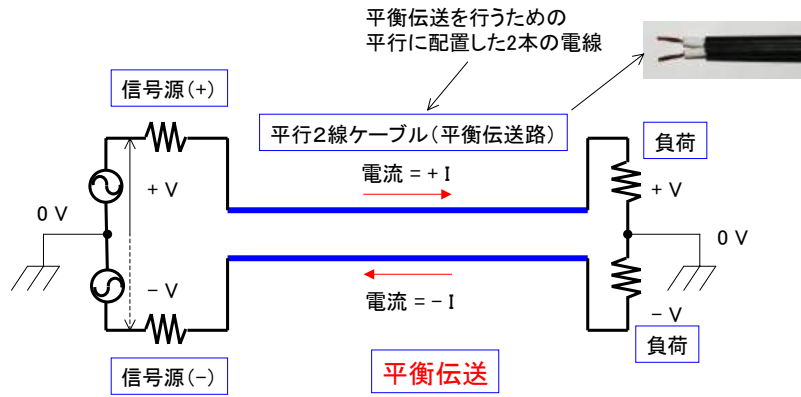 平衡伝送を行うための
平行に配置した2本の電線
信号源(+)
平行２線ケーブル(平衡伝送路)
負荷
電流 = + I
+ V
+ V
0 V
0 V
- V
電流 = - I
- V
負荷
信号源(-)
平衡伝送